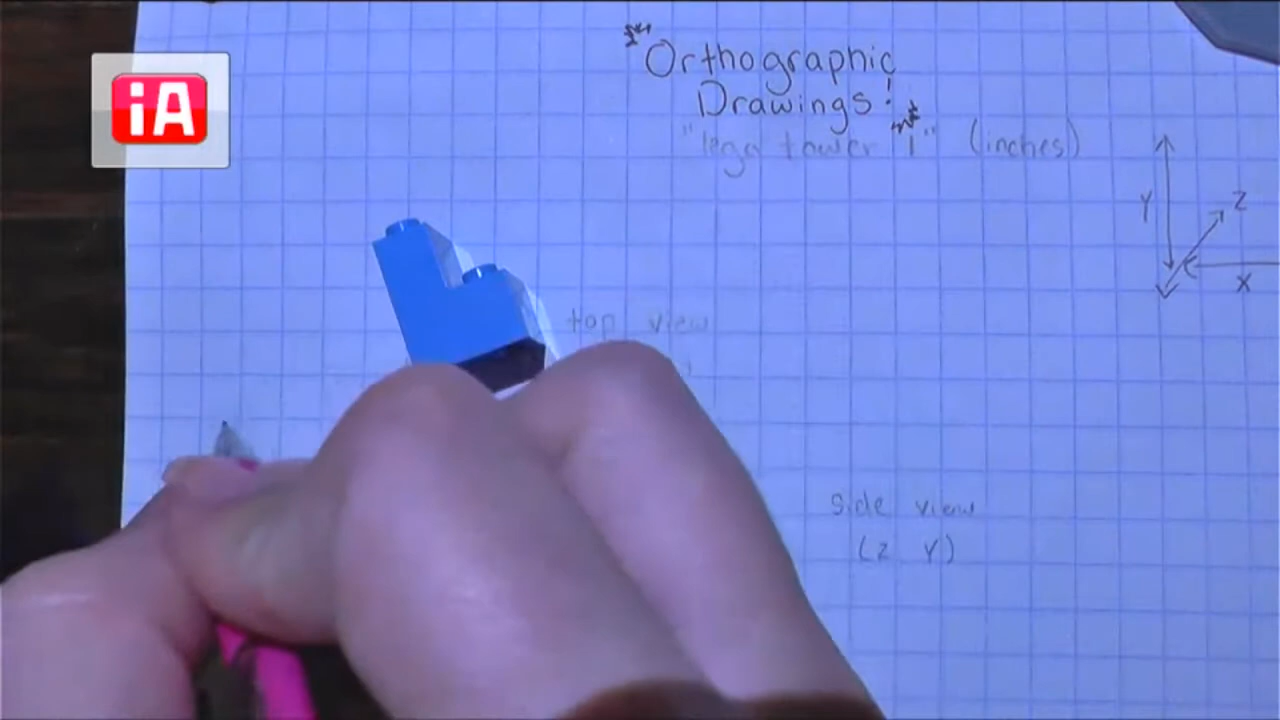 iA
Orthographic
Drawings!
"lego tower 1" (inches)
Y
Z
X
top view
side view
(Z Y)